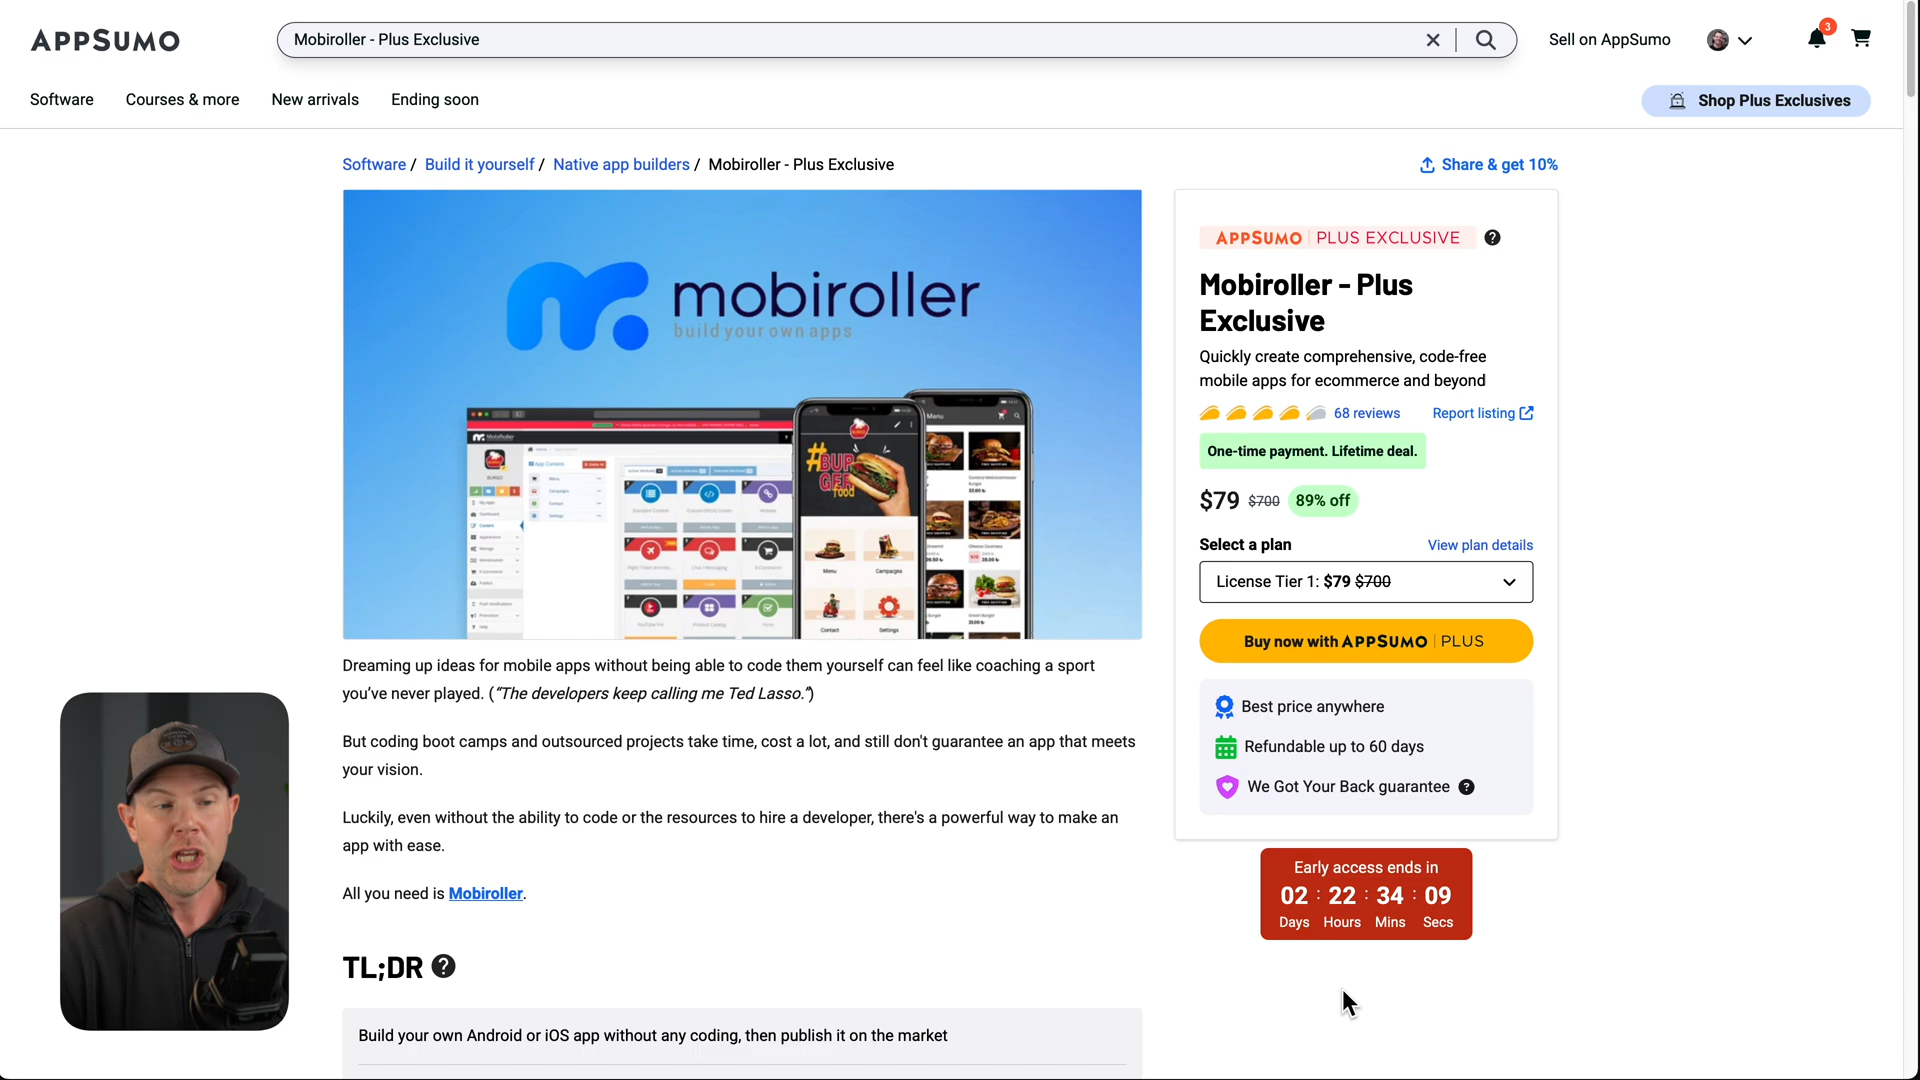 APPSUMO
Mobiroller - Plus Exclusive
Sell on AppSumo
3
Software
Courses & more
New arrivals
Ending soon
Shop Plus Exclusives
Software / Build it yourself / Native app builders / Mobiroller - Plus Exclusive
Share & get 10%
mobiroller
build your own apps
Menu
#BURGER
food
Menu
Campaigns
Contact
Settings
Dreaming up ideas for mobile apps without being able to code them yourself can feel like coaching a sport
you’ve never played. (“The developers keep calling me Ted Lasso.”)
But coding boot camps and outsourced projects take time, cost a lot, and still don't guarantee an app that meets
your vision.
Luckily, even without the ability to code or the resources to hire a developer, there's a powerful way to make an
app with ease.
All you need is Mobiroller.
TL;DR ?
Build your own Android or iOS app without any coding, then publish it on the market
APPSUMO | PLUS EXCLUSIVE ?
Mobiroller - Plus
Exclusive
Quickly create comprehensive, code-free
mobile apps for ecommerce and beyond
68 reviews
Report listing
One-time payment. Lifetime deal.
$79 $700 89% off
Select a plan
View plan details
License Tier 1: $79 $700
Buy now with APPSUMO | PLUS
Best price anywhere
Refundable up to 60 days
We Got Your Back guarantee ?
Early access ends in
02 : 22 : 34 : 09
Days Hours Mins Secs